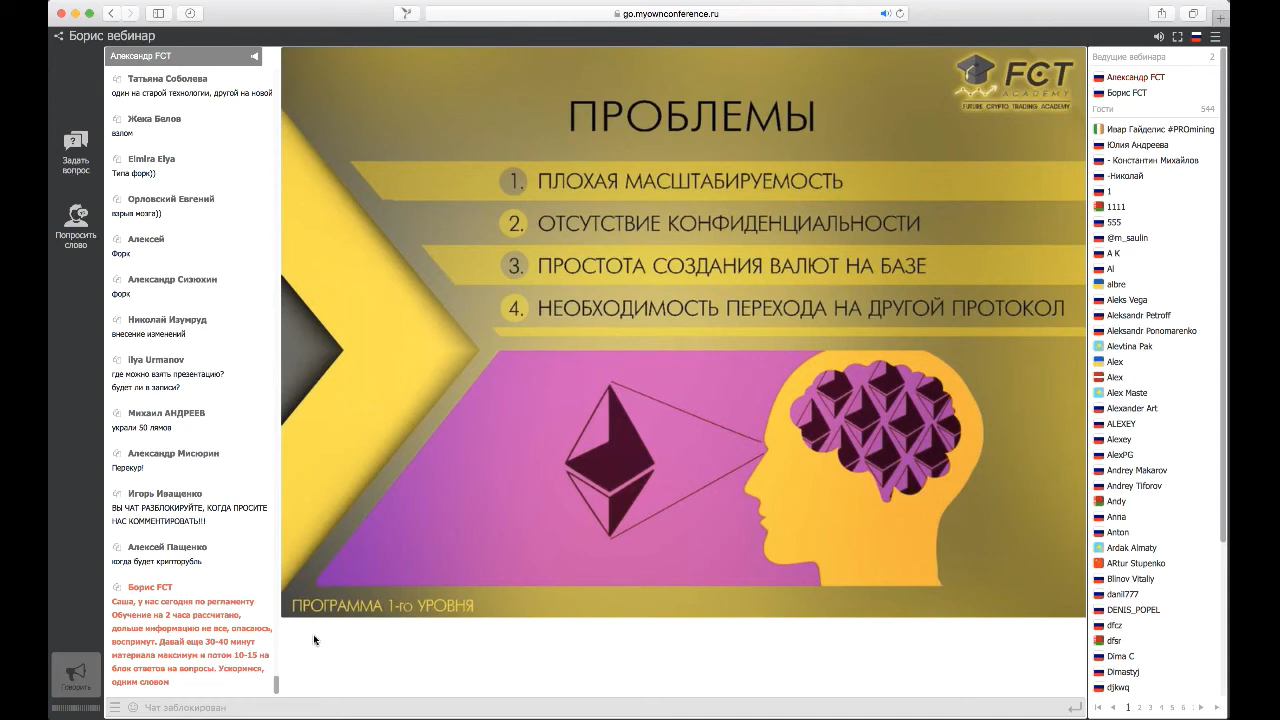 go.myownconference.ru
Борис вебинар
Александр FCT
Задать
вопрос
Попросить
слово
Говорить
Татьяна Соболева
один на старой технологии, другой на новой
Жека Белов
взлом
Elmira Elya
Типа форк))
Орловский Евгений
взрыв мозга))
Алексей
Форк
Александр Сизюхин
форк
Николай Изумруд
внесение изменений
ilya Urmanov
где можно взять презентацию?
будет ли в записи?
Михаил АНДРЕЕВ
украли 50 лямов
Александр Мисюрин
Перекур!
Игорь Иващенко
ВЫ ЧАТ РАЗБЛОКИРУЙТЕ, КОГДА ПРОСИТЕ
НАС КОММЕНТИРОВАТЬ!!!
Алексей Пащенко
когда будет крипторубль
Борис FCT
Саша, у нас сегодня по регламенту
Обучение на 2 часа рассчитано,
дольше информацию не все, опасаюсь,
воспримут. Давай еще 30-40 минут
материала максимум и потом 10-15 на
блок ответов на вопросы. Ускоримся,
одним словом
Чат заблокирован
FCT
ACADEMY
FUTURE CRYPTO TRADING ACADEMY
ПРОБЛЕМЫ
1. ПЛОХАЯ МАСШТАБИРУЕМОСТЬ
2. ОТСУТСТВИЕ КОНФИДЕНЦИАЛЬНОСТИ
3. ПРОСТОТА СОЗДАНИЯ ВАЛЮТ НА БАЗЕ
4. НЕОБХОДИМОСТЬ ПЕРЕХОДА НА ДРУГОЙ ПРОТОКОЛ
ПРОГРАММА 1-го УРОВНЯ
Ведущие вебинара 2
Александр FCT
Борис FCT
Гости 544
Ивар Гайделис #PROmining
Юлия Андреева
- Константин Михайлов
-Николай
1
1111
555
@m_saulin
A K
Al
albre
Aleks Vega
Aleksandr Petroff
Aleksandr Ponomarenko
Alevtina Pak
Alex
Alex
Alex Maste
Alexander Art
ALEXEY
Alexey
AlexPG
Andrey Makarov
Andrey Tiforov
Andy
Anna
Anton
Ardak Almaty
ARtur Stupenko
Blinov Vitaliy
danil777
DENIS_POPEL
dfcz
dfsr
Dima C
Dimastyj
djkwq
1 2 3 4 5 6